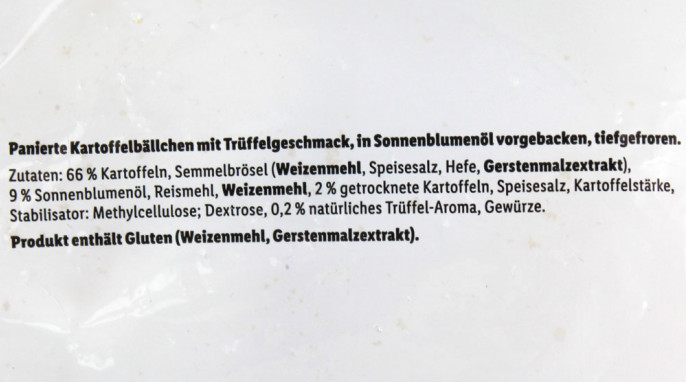 Panierte Kartoffelbällchen mit Trüffelgeschmack, in Sonnenblumenöl vorgebacken, tiefgefroren.
Zutaten: 66 % Kartoffeln, Semmelbrösel (Weizenmehl, Speisesalz, Hefe, Gerstenmalzextrakt),
9 % Sonnenblumenöl, Reismehl, Weizenmehl, 2 % getrocknete Kartoffeln, Speisesalz, Kartoffelstärke,
Stabilisator: Methylcellulose; Dextrose, 0,2 % natürliches Trüffel-Aroma, Gewürze.
Produkt enthält Gluten (Weizenmehl, Gerstenmalzextrakt).